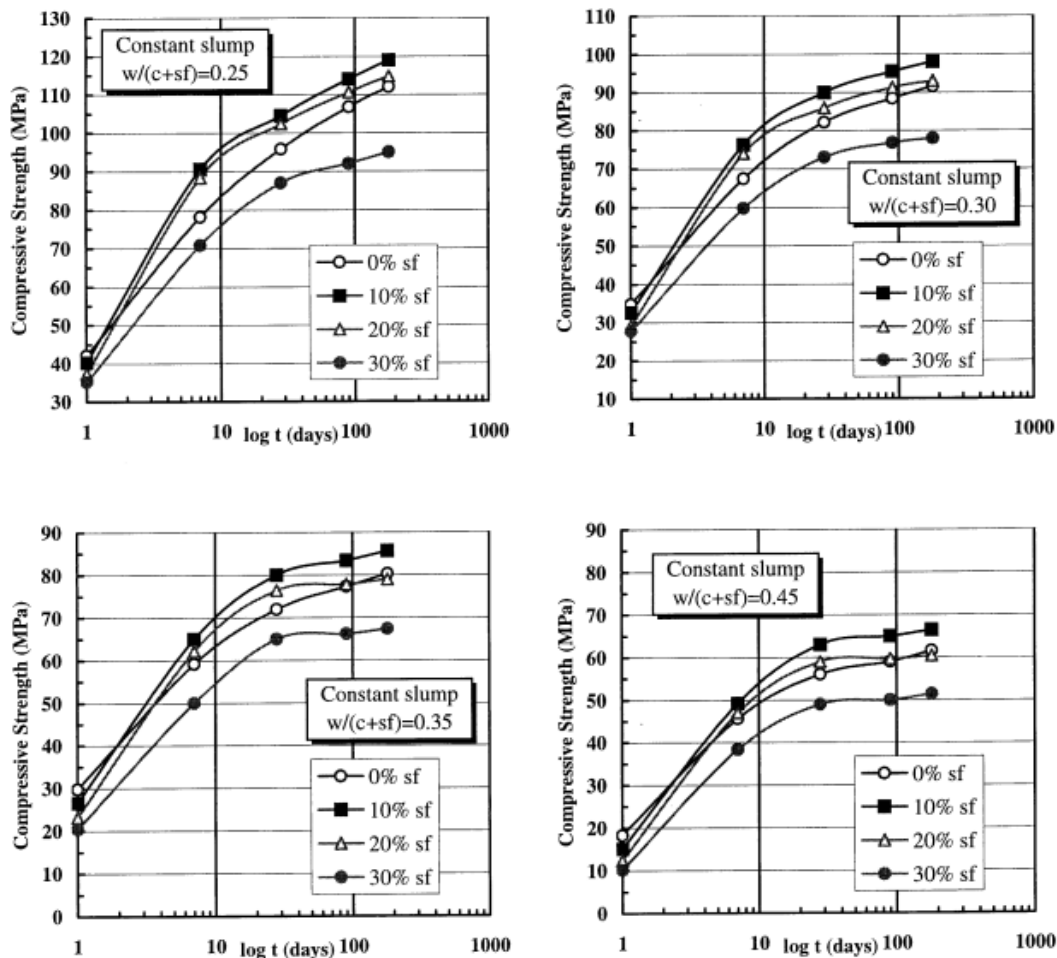 130
120
110
100
90
80
70
60
50
40
30
Compressive Strength (MPa)
Constant slump
w/(c+sf)=0.25
0% sf
10% sf
20% sf
30% sf
1
10
100
1000
log t (days)
110
100
90
80
70
60
50
40
30
20
10
Compressive Strength (MPa)
Constant slump
w/(c+sf)=0.30
0% sf
10% sf
20% sf
30% sf
1
10
100
1000
log t (days)
90
80
70
60
50
40
30
20
10
0
Compressive Strength (MPa)
Constant slump
w/(c+sf)=0.35
0% sf
10% sf
20% sf
30% sf
1
10
100
1000
log t (days)
90
80
70
60
50
40
30
20
10
0
Compressive Strength (MPa)
Constant slump
w/(c+sf)=0.45
0% sf
10% sf
20% sf
30% sf
1
10
100
1000
log t (days)